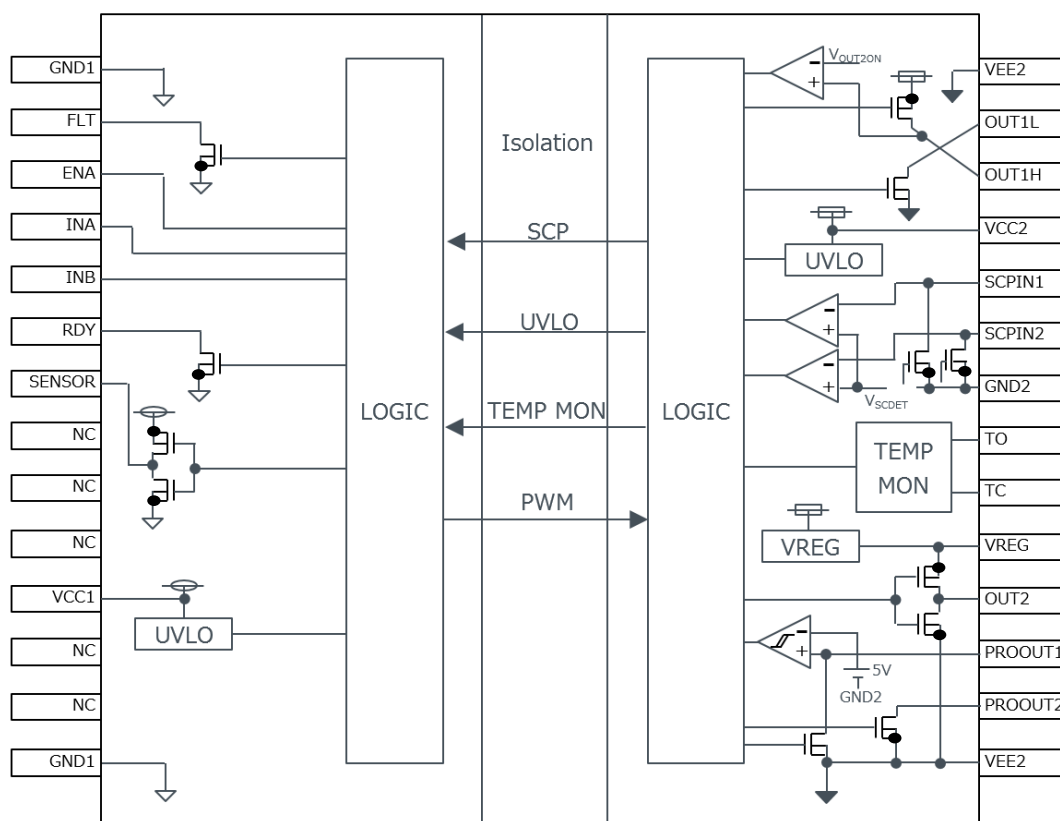 GND1
FLT
ENA
INA
INB
RDY
SENSOR
NC
NC
NC
VCC1
NC
NC
GND1
UVLO
LOGIC
Isolation
SCP
UVLO
TEMP MON
PWM
LOGIC
VOUT2ON
- 
+
UVLO
-
+
-
+
VSCDET
TEMP
MON
VREG
-
+
5V
GND2
VEE2
OUT1L
OUT1H
VCC2
SCPIN1
SCPIN2
GND2
TO
TC
VREG
OUT2
PROOUT1
PROOUT2
VEE2